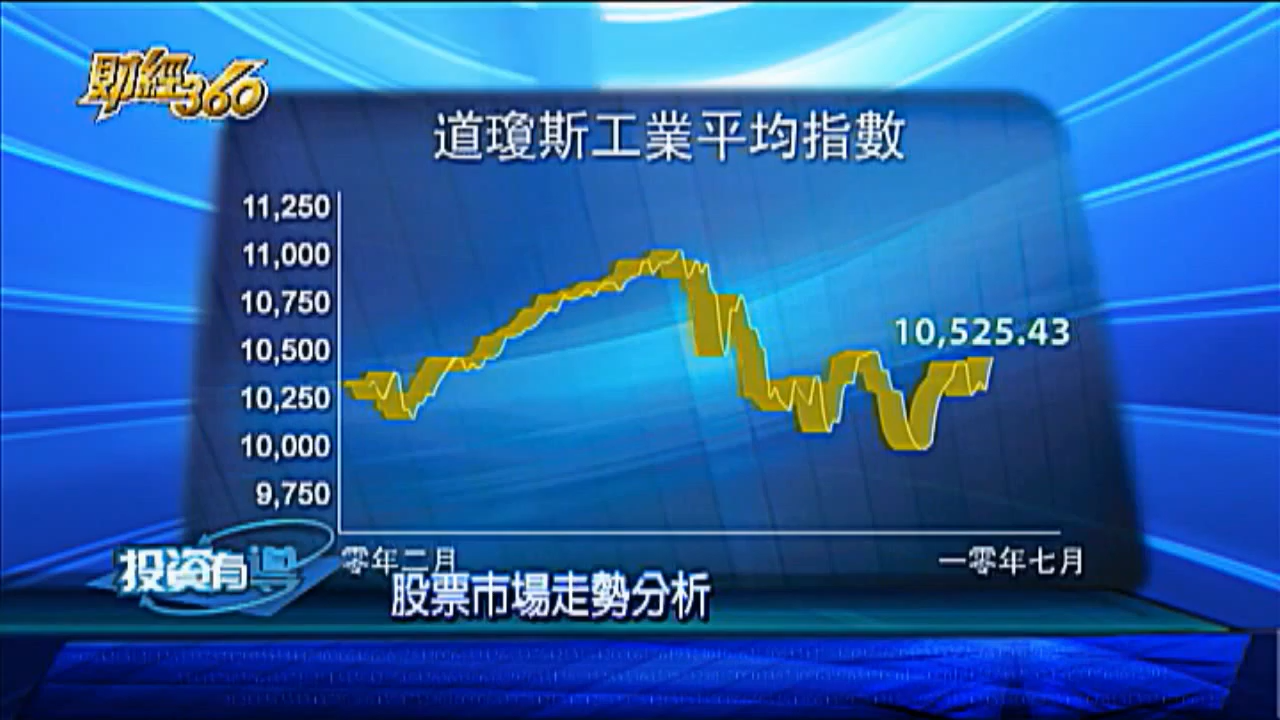 財經360
道瓊斯工業平均指數
11,250
11,000
10,750
10,500
10,250
10,000
9,750
10,525.43
零年二月
一零年七月
投資有導
股票市場走勢分析